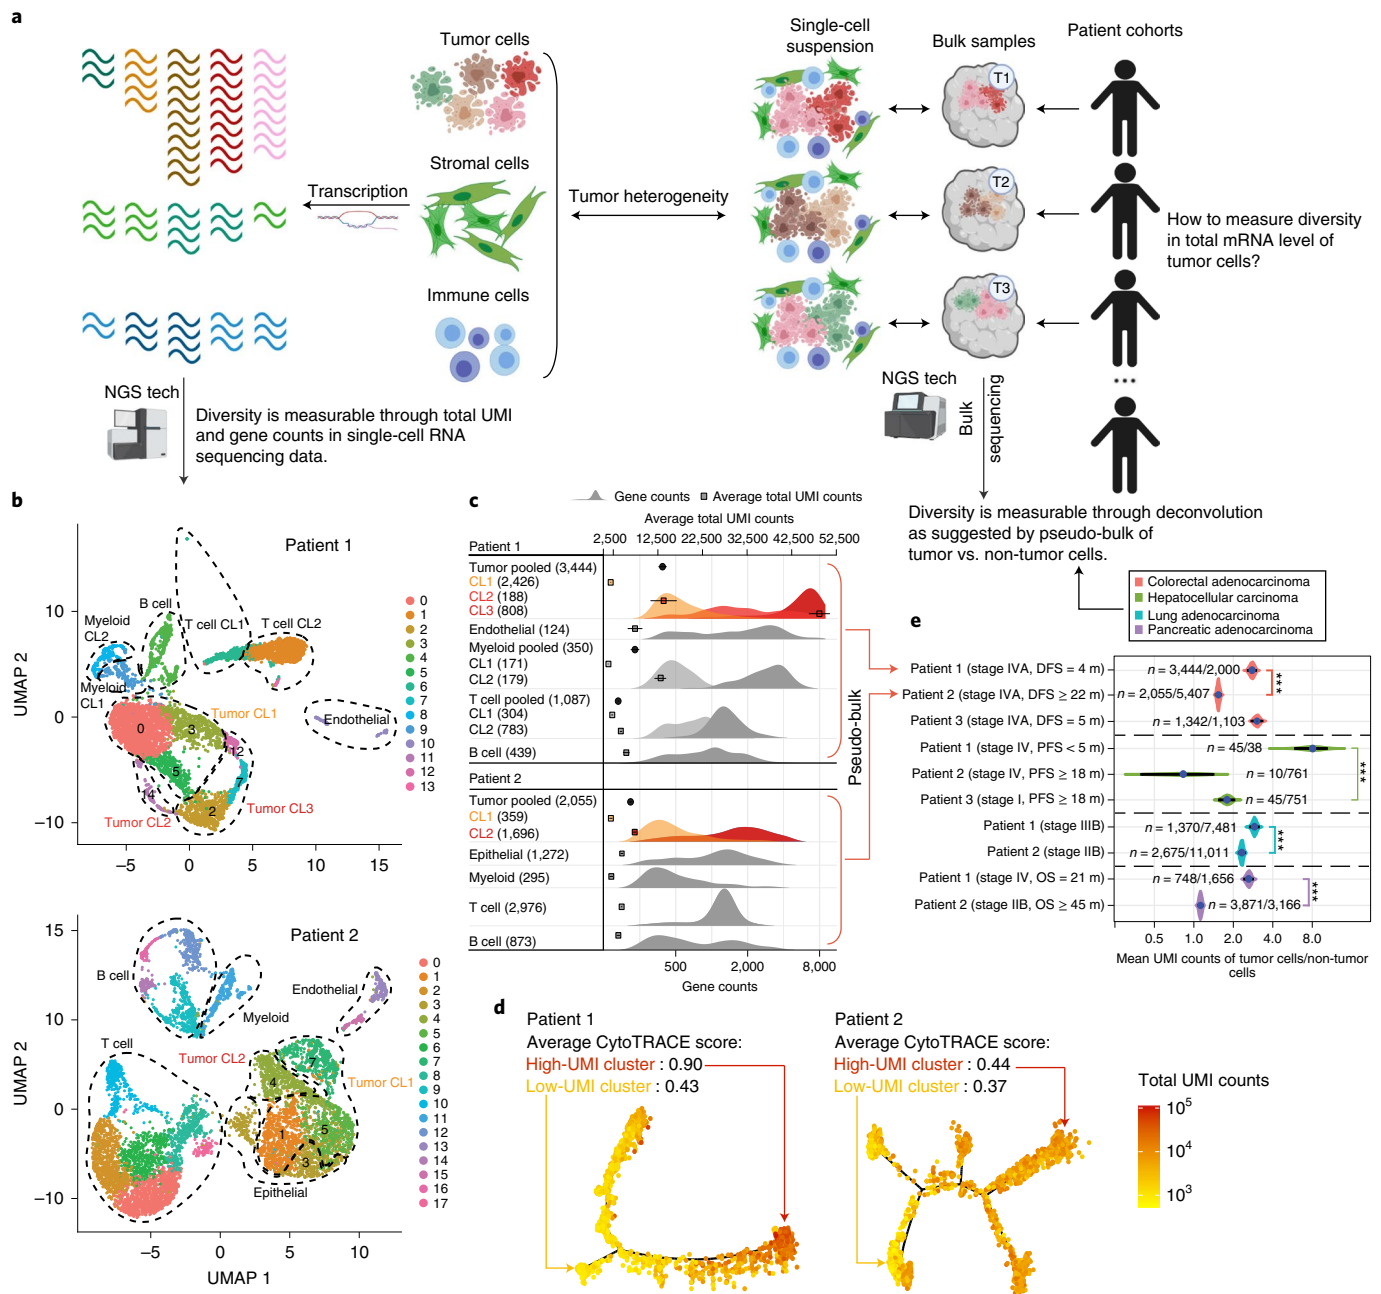 a
Tumor cells
Stromal cells
Immune cells
Transcription
Tumor heterogeneity
Single-cell
suspension
Bulk samples
Patient cohorts
T1
T2
T3
How to measure diversity
in total mRNA level of
tumor cells?
NGS tech
Diversity is measurable through total UMI
and gene counts in single-cell RNA
sequencing data.
NGS tech
Bulk
sequencing
Diversity is measurable through deconvolution
as suggested by pseudo-bulk of
tumor vs. non-tumor cells.
b
Patient 1
UMAP 2
10
0
−10
−5
0
5
10
15
B cell
Myeloid
CL2
T cell CL1
T cell CL2
Myeloid
CL1
Tumor CL1
Endothelial
Tumor CL2
Tumor CL3
0
3
12
5
7
14
2
0
1
2
3
4
5
6
7
8
9
10
11
12
13
Patient 2
UMAP 2
15
10
0
−10
−5
0
5
10
UMAP 1
B cell
Myeloid
Endothelial
T cell
Tumor CL2
Tumor CL1
Epithelial
7
4
1
5
3
0
1
2
3
4
5
6
7
8
9
10
11
12
13
14
15
16
17
c
Gene counts
Average total UMI counts
Average total UMI counts
2,500 12,500 22,500 32,500 42,500 52,500
Patient 1
Tumor pooled (3,444)
CL1 (2,426)
CL2 (188)
CL3 (808)
Endothelial (124)
Myeloid pooled (350)
CL1 (171)
CL2 (179)
T cell pooled (1,087)
CL1 (304)
CL2 (783)
B cell (439)
Patient 2
Tumor pooled (2,055)
CL1 (359)
CL2 (1,696)
Epithelial (1,272)
Myeloid (295)
T cell (2,976)
B cell (873)
500 2,000 8,000
Gene counts
Pseudo-bulk
d
Patient 1
Average CytoTRACE score:
High-UMI cluster : 0.90
Low-UMI cluster : 0.43
Patient 2
Average CytoTRACE score:
High-UMI cluster : 0.44
Low-UMI cluster : 0.37
Total UMI counts
10⁵
10⁴
10³
e
Colorectal adenocarcinoma
Hepatocellular carcinoma
Lung adenocarcinoma
Pancreatic adenocarcinoma
Patient 1 (stage IVA, DFS = 4 m) n = 3,444/2,000
Patient 2 (stage IVA, DFS ≥ 22 m) n = 2,055/5,407
***
Patient 3 (stage IVA, DFS = 5 m) n = 1,342/1,103
Patient 1 (stage IV, PFS < 5 m) n = 45/38
Patient 2 (stage IV, PFS ≥ 18 m) n = 10/761
***
Patient 3 (stage I, PFS ≥ 18 m) n = 45/751
Patient 1 (stage IIIB) n = 1,370/7,481
***
Patient 2 (stage IIB) n = 2,675/11,011
Patient 1 (stage IV, OS = 21 m) n = 748/1,656
***
Patient 2 (stage IIB, OS ≥ 45 m) n = 3,871/3,166
0.5 1.0 2.0 4.0 8.0
Mean UMI counts of tumor cells/non-tumor
cells